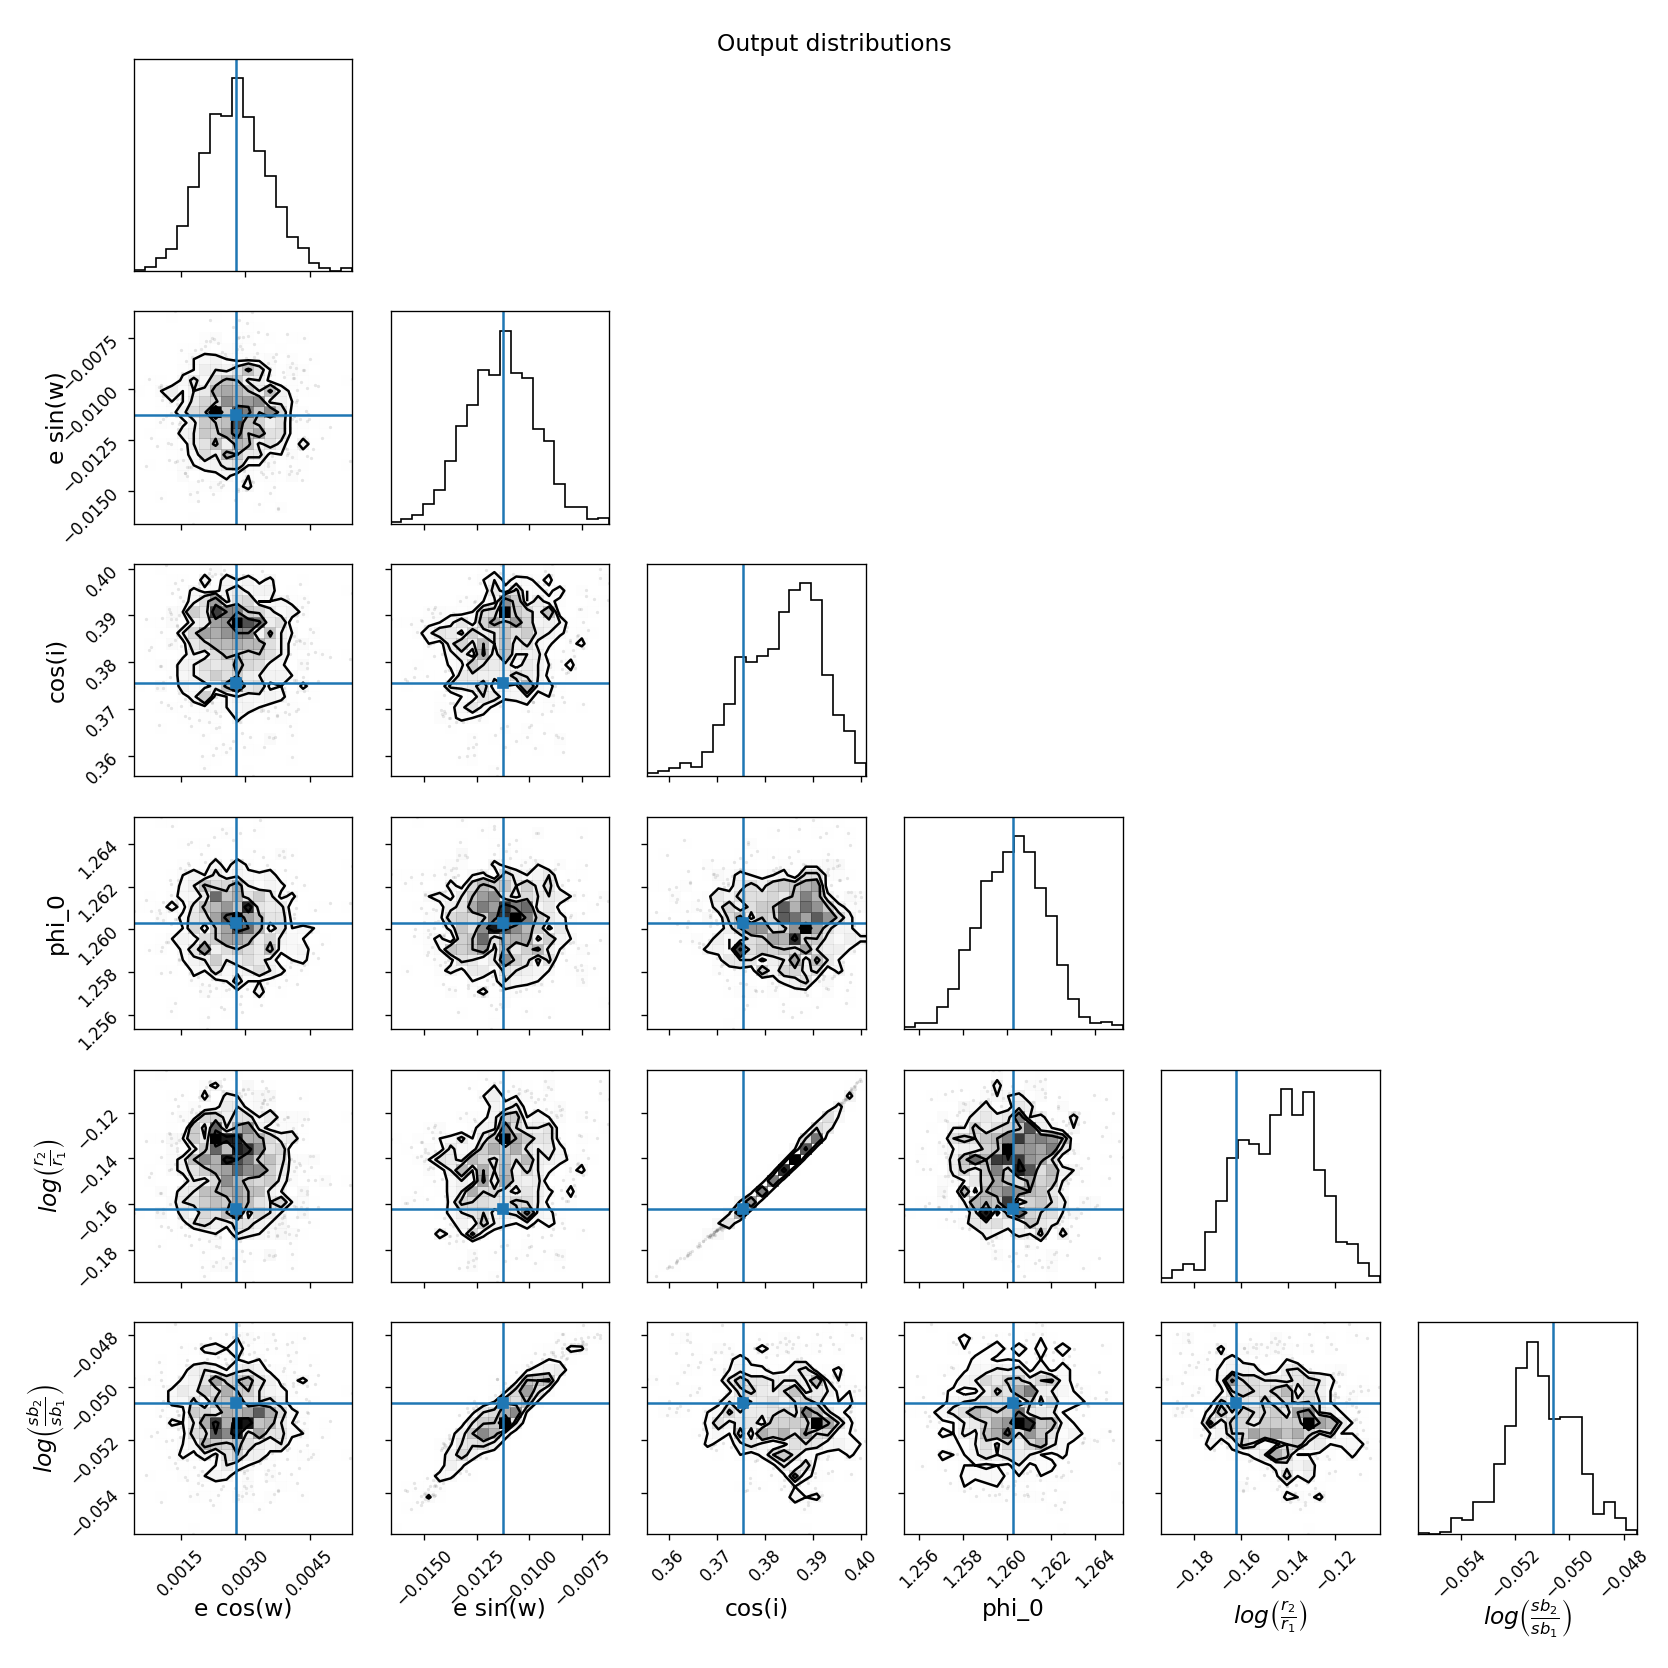 Output distributions
e sin(w)
−0.0075
−0.0100
−0.0125
−0.0150
cos(i)
0.40
0.39
0.38
0.37
0.36
phi_0
1.264
1.262
1.260
1.258
1.256
log(r2/r1)
−0.12
−0.14
−0.16
−0.18
log(sb2/sb1)
−0.048
−0.050
−0.052
−0.054
0.0015 0.0030 0.0045
−0.0150 −0.0125 −0.0100 −0.0075
0.36 0.37 0.38 0.39 0.40
1.256 1.258 1.260 1.262 1.264
−0.18 −0.16 −0.14 −0.12
−0.054 −0.052 −0.050 −0.048
e cos(w)
e sin(w)
cos(i)
phi_0
log(r2/r1)
log(sb2/sb1)